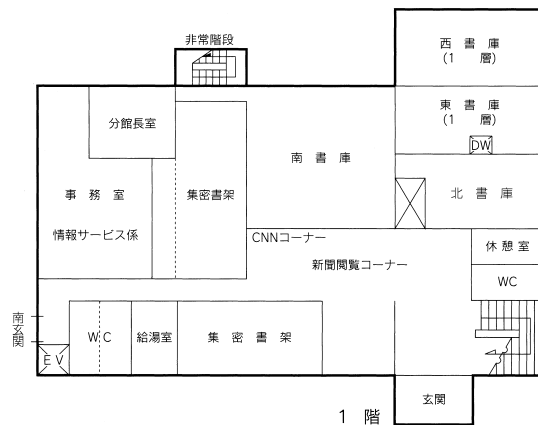 非常階段
西 書 庫
(1 層)
分館長室
東 書 庫
(1 層)
DW
南 書 庫
事 務 室
集密書架
北 書 庫
情報サービス係
CNNコーナー
新聞閲覧コーナー
休 憩 室
WC
南玄関
W C
給湯室
集 密 書 架
E V
玄関
1 階